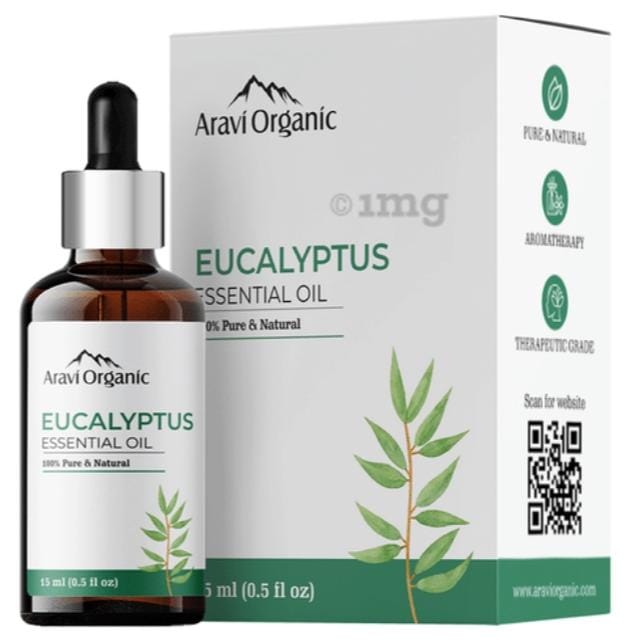 Aravi Organic
EUCALYPTUS
ESSENTIAL OIL
100% Pure & Natural
15 ml (0.5 fl oz)
Aravi Organic
© 1mg
EUCALYPTUS
ESSENTIAL OIL
0% Pure & Natural
5 ml (0.5 fl oz)
PURE & NATURAL
AROMATHERAPY
THERAPEUTIC GRADE
Scan for website
www.araviorganic.com